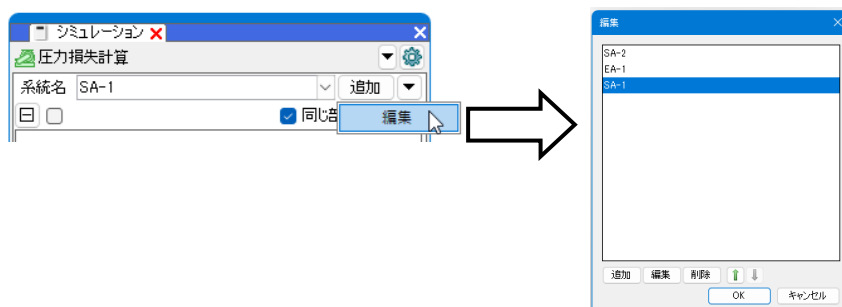 シミュレーション
圧力損失計算
系統名 SA-1 追加
同じ部
編集
編集
SA-2
EA-1
SA-1
追加 編集 削除
OK キャンセル